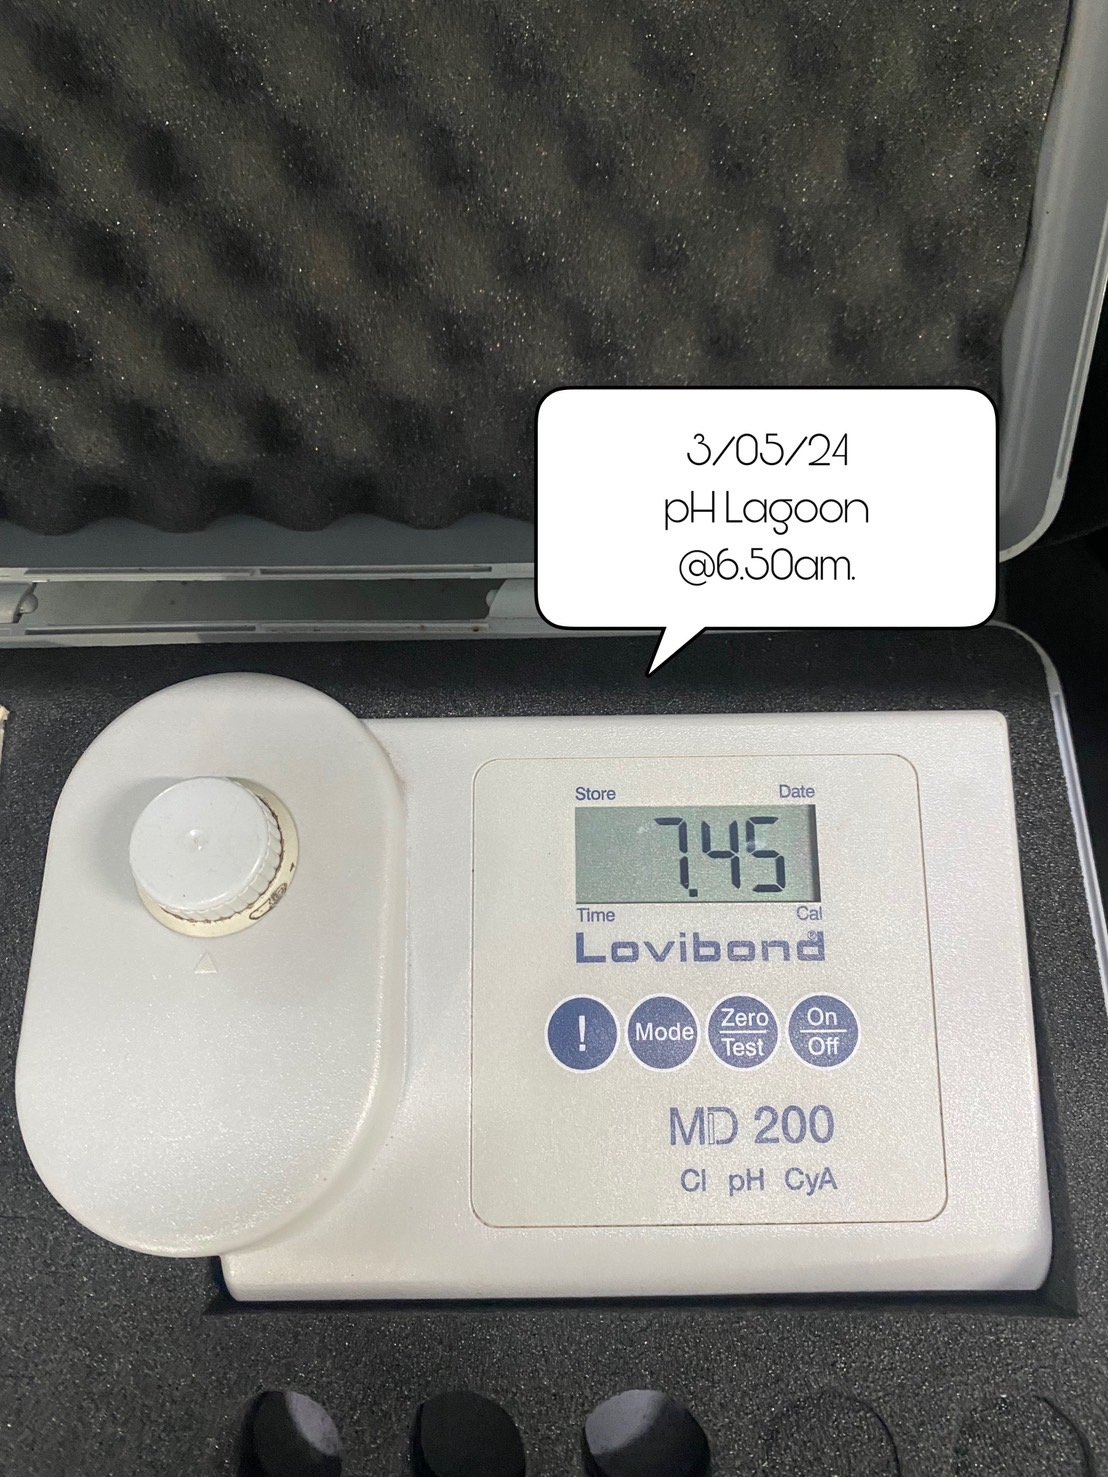 3/05/24
pH Lagoon
@6.50am.
Store Date
7.45
Time Cal
Lovibond®
! Mode Zero Test On Off
MD 200
Cl pH CyA